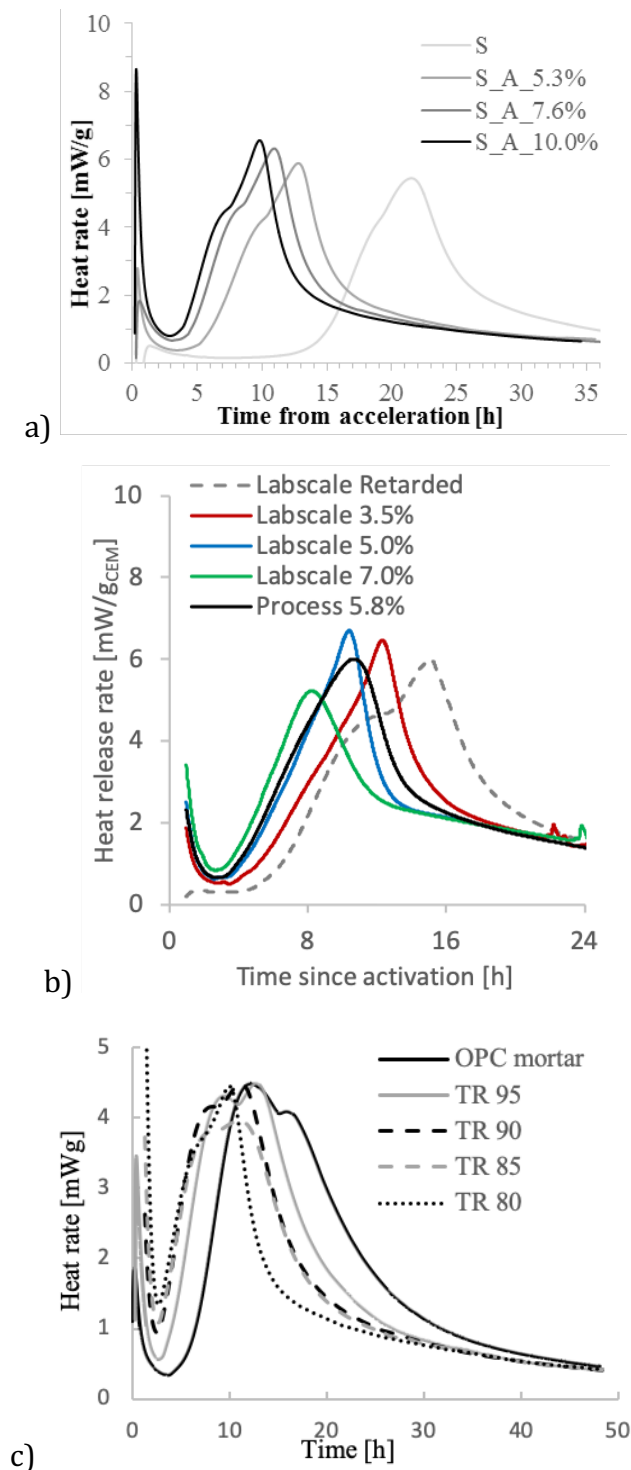 10
8
6
4
2
0
Heat rate [mW/g]
S
S_A_5.3%
S_A_7.6%
S_A_10.0%
0 5 10 15 20 25 30 35
Time from acceleration [h]
a)
10
8
6
4
2
0
Heat release rate [mW/gCEM]
Labscale Retarded
Labscale 3.5%
Labscale 5.0%
Labscale 7.0%
Process 5.8%
0 8 16 24
Time since activation [h]
b)
5
4
3
2
1
0
Heat rate [mWg]
OPC mortar
TR 95
TR 90
TR 85
TR 80
0 10 20 30 40 50
Time [h]
c)